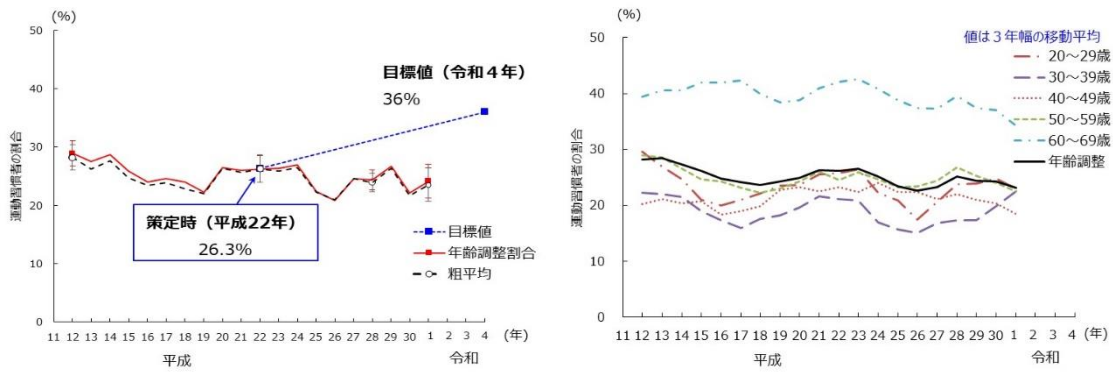 (%)
50
40
30
20
10
0
運動習慣者の割合
目標値（令和４年）
36%
策定時（平成22年）
26.3%
目標値
年齢調整割合
粗平均
11 12 13 14 15 16 17 18 19 20 21 22 23 24 25 26 27 28 29 30 1 2 3 4 (年)
平成
令和
(%)
値は３年幅の移動平均
50
40
30
20
10
0
運動習慣者の割合
20～29歳
30～39歳
40～49歳
50～59歳
60～69歳
年齢調整
11 12 13 14 15 16 17 18 19 20 21 22 23 24 25 26 27 28 29 30 1 2 3 4 (年)
平成
令和